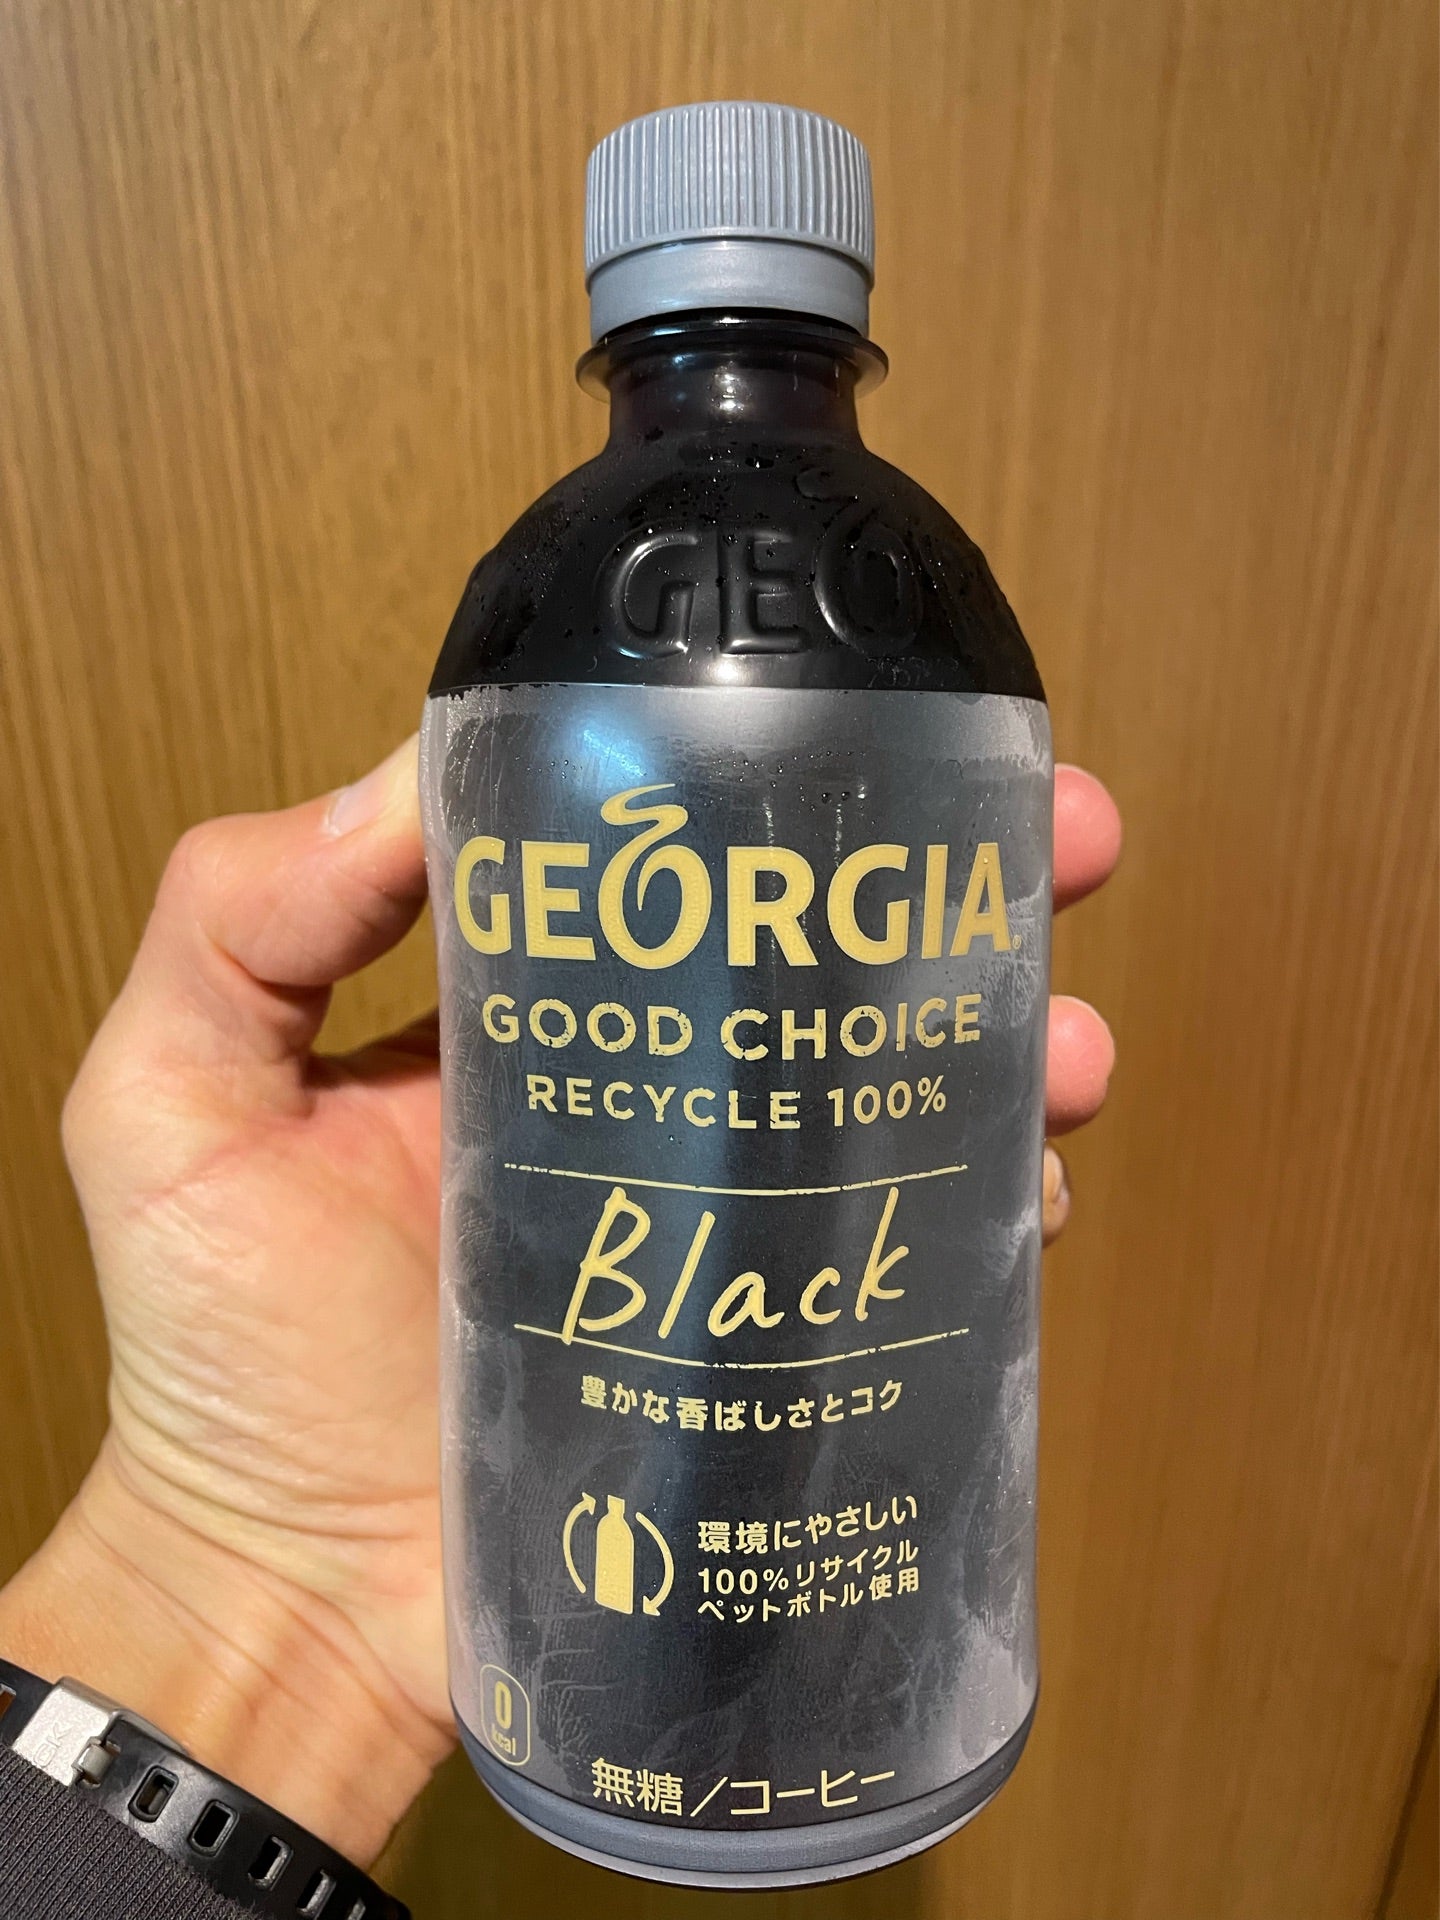 GEO
GEORGIA®
GOOD CHOICE
RECYCLE 100%
Black
豊かな香ばしさとコク
環境にやさしい
100%リサイクル
ペットボトル使用
0
kcal
無糖/コーヒー